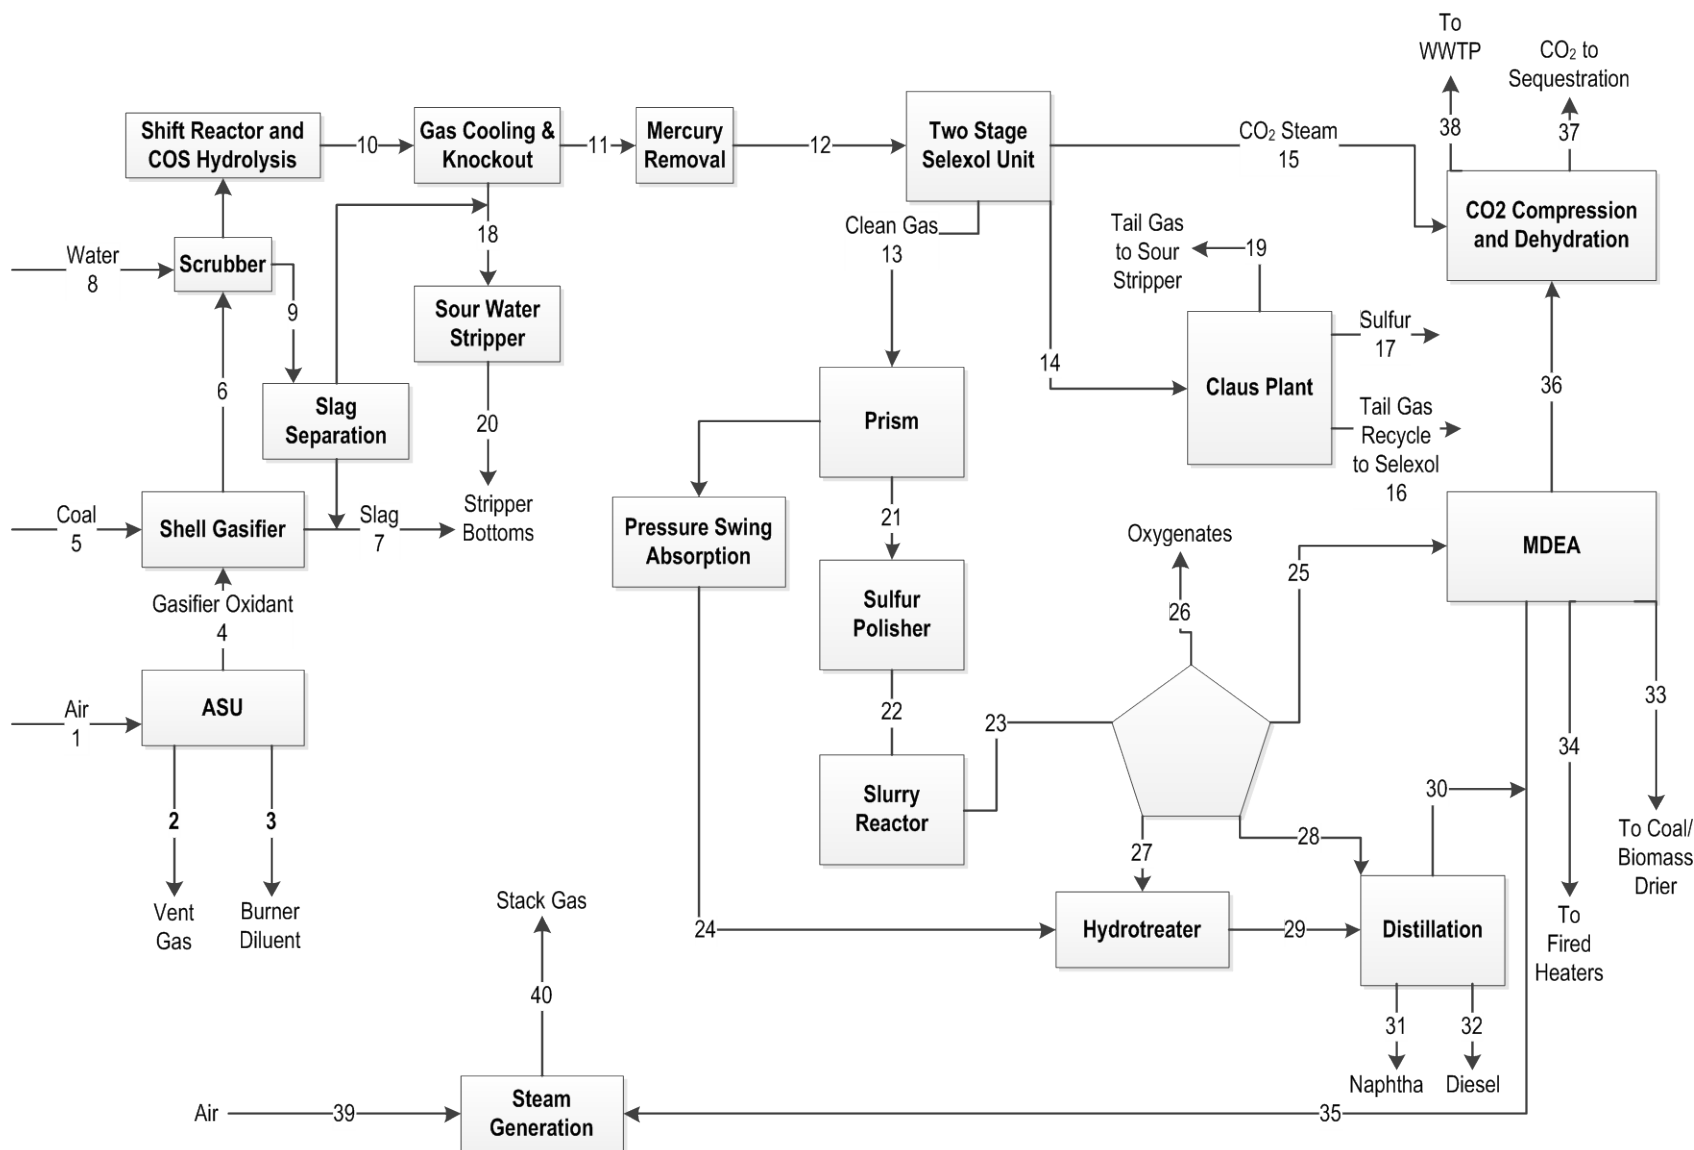 To
WWTP
CO₂ to
Sequestration
38
37
Shift Reactor and
COS Hydrolysis
10
Gas Cooling &
Knockout
11
Mercury
Removal
12
Two Stage
Selexol Unit
CO₂ Steam
15
CO2 Compression
and Dehydration
Water
8
Scrubber
9
18
Clean Gas
13
Tail Gas
to Sour
Stripper
19
Sour Water
Stripper
6
Slag
Separation
20
14
Prism
Claus Plant
Sulfur
17
Tail Gas
Recycle
to Selexol
16
36
Coal
5
Shell Gasifier
Slag
7
Stripper
Bottoms
Pressure Swing
Absorption
21
Oxygenates
25
MDEA
Gasifier Oxidant
4
Sulfur
Polisher
26
Air
1
ASU
22
23
33
34
2
3
Slurry
Reactor
30
27
28
To Coal/
Biomass
Drier
Vent
Gas
Burner
Diluent
Stack Gas
24
Hydrotreater
29
Distillation
To
Fired
Heaters
40
31
32
Naphtha
Diesel
Air
39
Steam
Generation
35